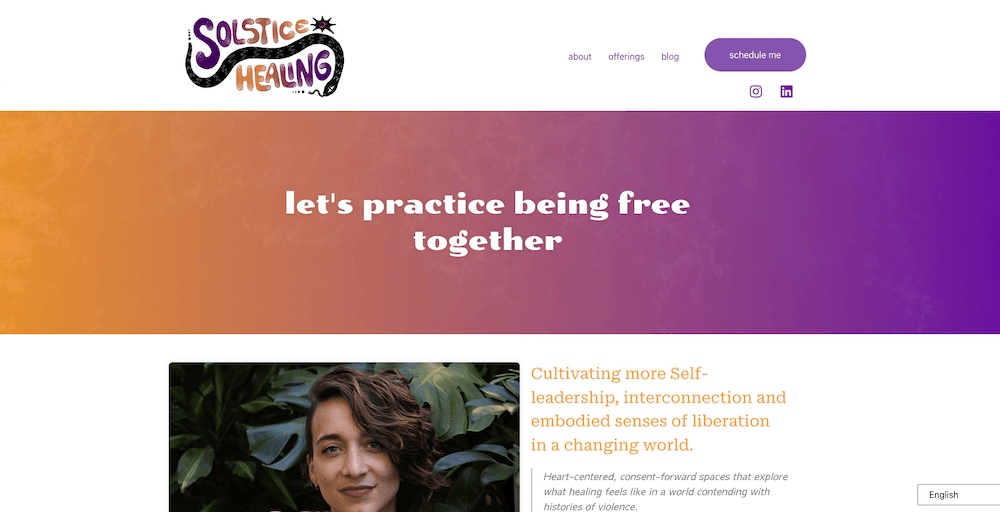 SOLSTICE
HEALING
about offerings blog schedule me
let's practice being free
together
Cultivating more Self-
leadership, interconnection and
embodied senses of liberation
in a changing world.
Heart-centered, consent-forward spaces that explore
what healing feels like in a world contending with
histories of violence.
English